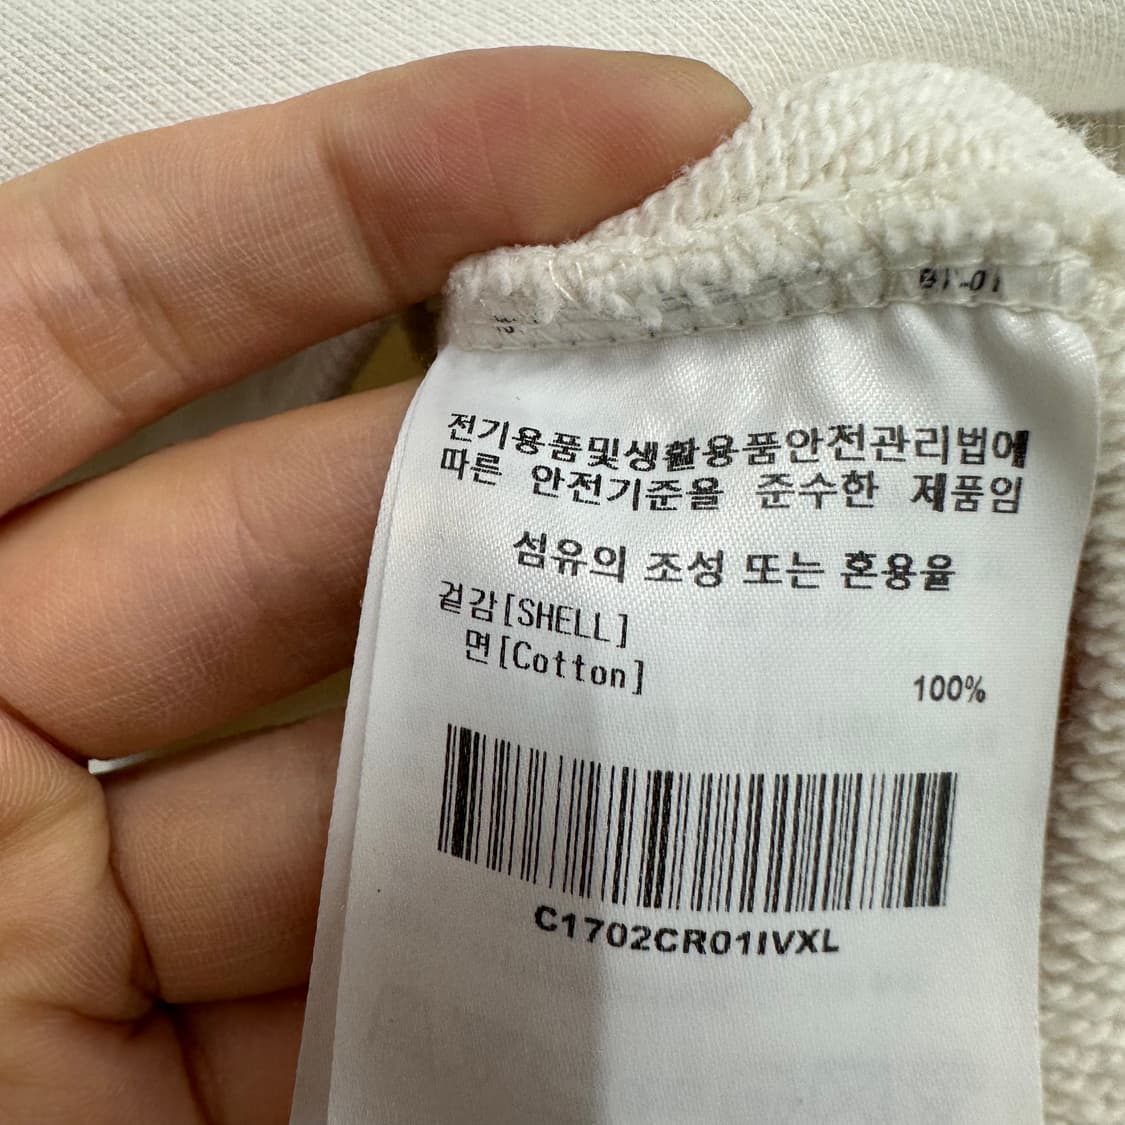 전기용품및생활용품안전관리법에
따른 안전기준을 준수한 제품임
섬유의 조성 또는 혼용율
겉감[SHELL]
면[Cotton]
100%
C1702CR01IVXL